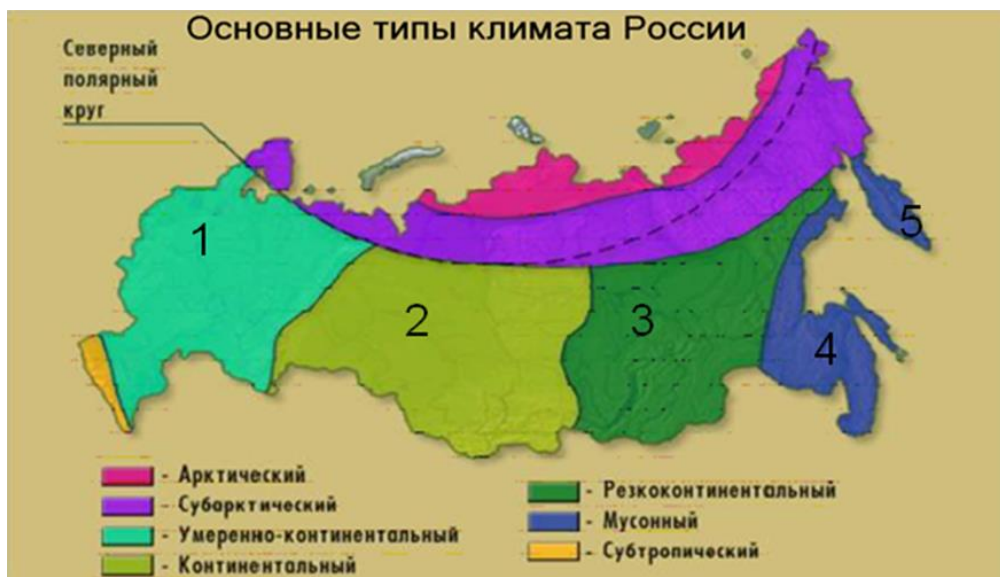 Основные типы климата России
Северный
полярный
круг
1
2
3
4
5
- Арктический
- Субарктический
- Умеренно-континентальный
- Континентальный
- Резкоконтинентальный
- Мусонный
- Субтропический